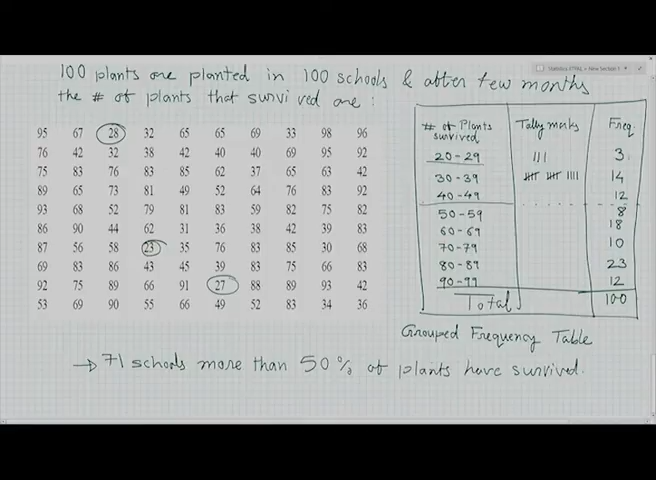 100 plants are planted in 100 schools & after few months
the # of plants that survived are :
95 67 28 32 65 65 69 33 98 96
76 42 32 38 42 40 40 69 95 92
75 83 76 83 85 62 37 65 63 42
89 65 73 81 49 52 64 76 83 92
93 68 52 79 81 83 59 82 75 82
86 90 44 62 31 36 38 42 39 83
87 56 58 23 35 76 83 85 30 68
69 83 86 43 45 39 83 75 66 83
92 75 89 66 91 27 88 89 93 42
53 69 90 55 66 49 52 83 34 36
# of Plants survived Tally marks Freq.
20-29 ||| 3
30-39 |||| |||| |||| 14
40-49 12
50-59 8
60-69 18
70-79 10
80-89 23
90-99 12
Total 100
Grouped Frequency Table
→ 71 schools more than 50% of plants have survived.